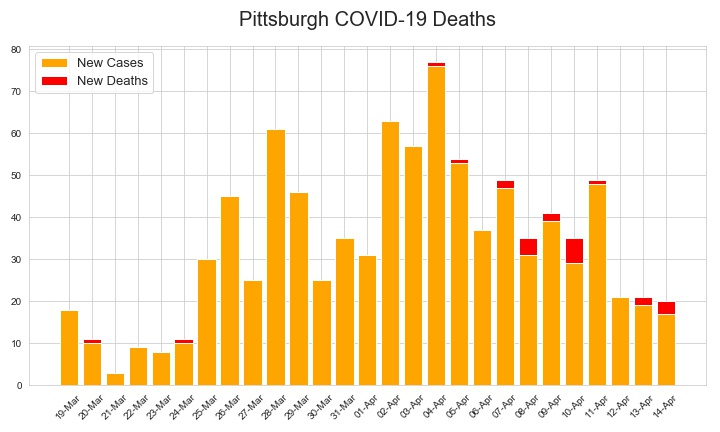 Pittsburgh COVID-19 Deaths
New Cases
New Deaths
80
70
60
50
40
30
20
10
0
19-Mar
20-Mar
21-Mar
22-Mar
23-Mar
24-Mar
25-Mar
26-Mar
27-Mar
28-Mar
29-Mar
30-Mar
31-Mar
01-Apr
02-Apr
03-Apr
04-Apr
05-Apr
06-Apr
07-Apr
08-Apr
09-Apr
10-Apr
11-Apr
12-Apr
13-Apr
14-Apr